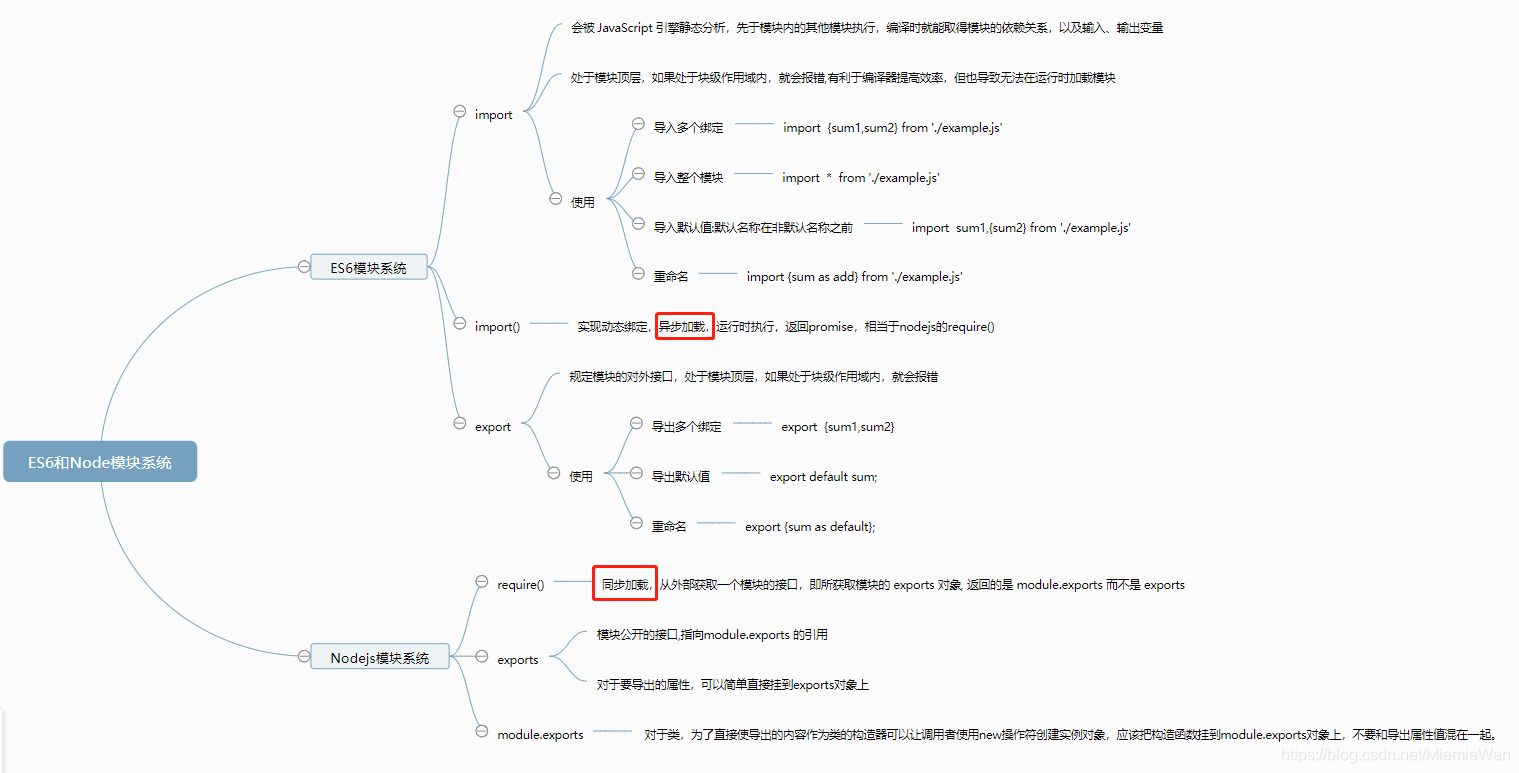 ES6和Node模块系统
ES6模块系统
import
会被 JavaScript 引擎静态分析，先于模块内的其他模块执行，编译时就能取得模块的依赖关系，以及输入、输出变量
处于模块顶层，如果处于块级作用域内，就会报错,有利于编译器提高效率，但也导致无法在运行时加载模块
使用
导入多个绑定 import {sum1,sum2} from './example.js'
导入整个模块 import * from './example.js'
导入默认值:默认名称在非默认名称之前 import sum1,{sum2} from './example.js'
重命名 import {sum as add} from './example.js'
import() 实现动态绑定，异步加载，运行时执行，返回promise，相当于nodejs的require()
export
规定模块的对外接口，处于模块顶层，如果处于块级作用域内，就会报错
使用
导出多个绑定 export {sum1,sum2}
导出默认值 export default sum;
重命名 export {sum as default};
Nodejs模块系统
require() 同步加载，从外部获取一个模块的接口，即所获取模块的 exports 对象, 返回的是 module.exports 而不是 exports
exports
模块公开的接口,指向module.exports 的引用
对于要导出的属性，可以简单直接挂到exports对象上
module.exports 对于类，为了直接使导出的内容作为类的构造器可以让调用者使用new操作符创建实例对象，应该把构造函数挂到module.exports对象上，不要和导出属性值混在一起。
https://blog.csdn.net/MiemieWan